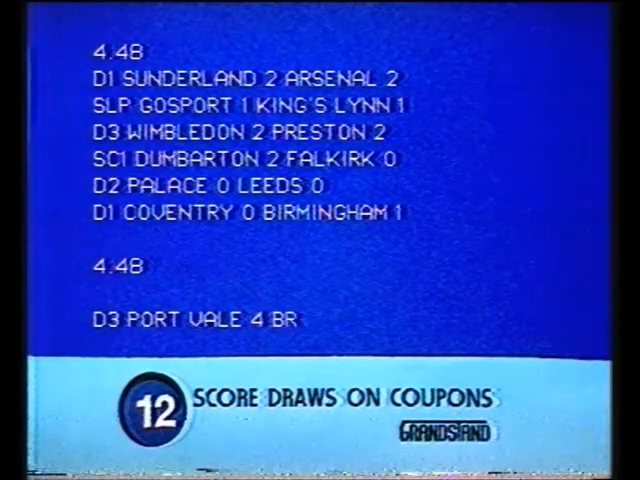 4.48
D1 SUNDERLAND 2 ARSENAL 2
SLP GOSPORT 1 KING'S LYNN 1
D3 WIMBLEDON 2 PRESTON 2
SC1 DUMBARTON 2 FALKIRK 0
D2 PALACE 0 LEEDS 0
D1 COVENTRY 0 BIRMINGHAM 1
4.48
D3 PORT VALE 4 BR
12 SCORE DRAWS ON COUPONS
GRANDSTAND